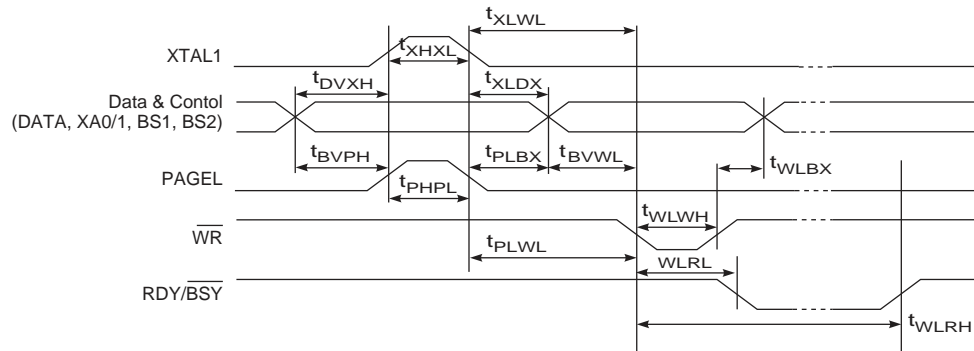 tXLWL
XTAL1
tXHXL
tDVXH
tXLDX
Data & Contol
(DATA, XA0/1, BS1, BS2)
tBVPH
tPLBX
tBVWL
tWLBX
PAGEL
tPHPL
tWLWH
WR
tPLWL
WLRL
RDY/BSY
tWLRH